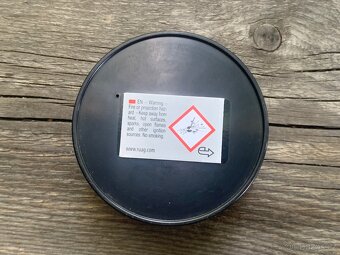 EN - Warning -
Fire or projection haz-
ard - keep away from
heat, hot surfaces,
sparks, open flames
and other ignition
sources. No smoking.
www.ruag.com